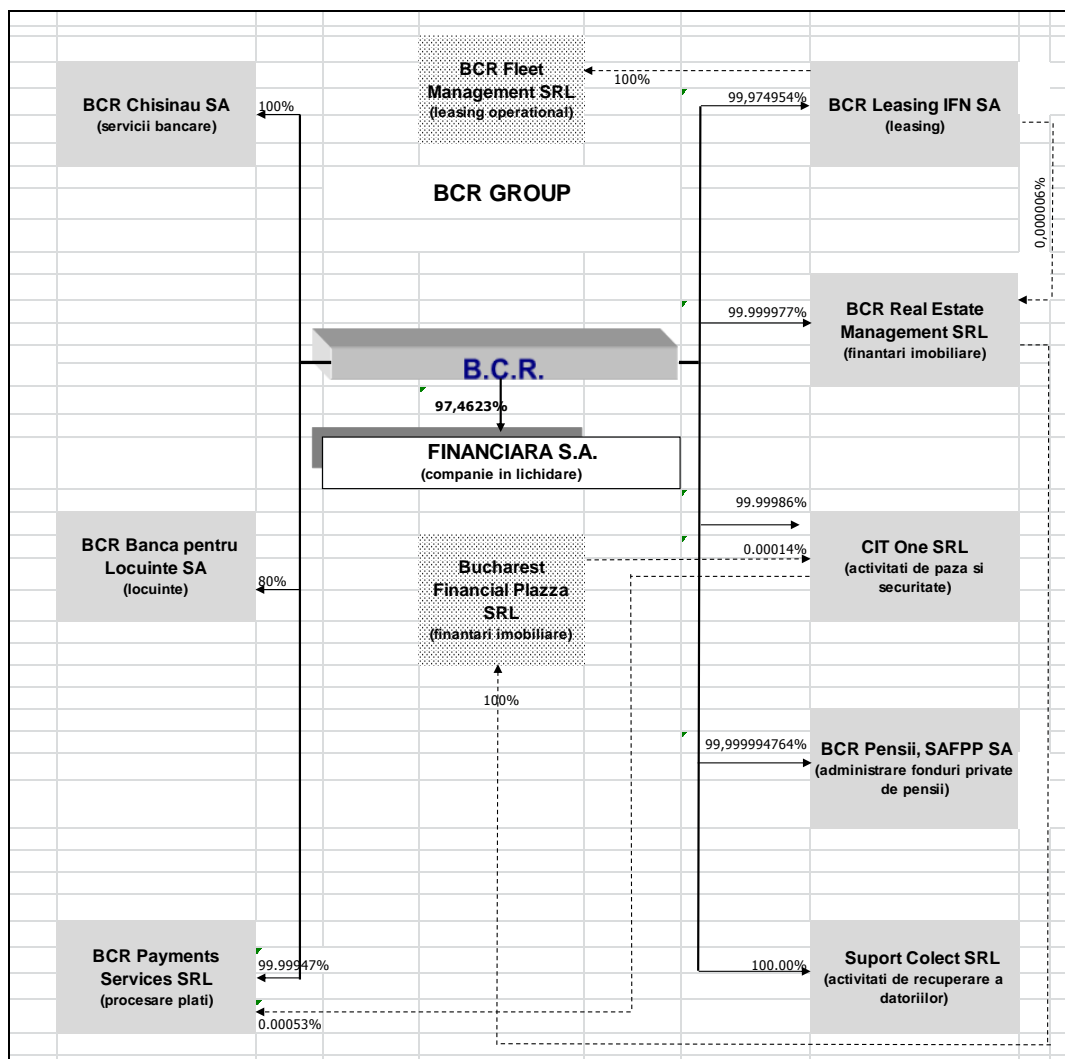 BCR Fleet
Management SRL
(leasing operational)
100%
BCR Chisinau SA
(servicii bancare)
100%
99,974954%
BCR Leasing IFN SA
(leasing)
BCR GROUP
0,000006%
99.999977%
BCR Real Estate
Management SRL
(finantari imobiliare)
B.C.R.
97,4623%
FINANCIARA S.A.
(companie in lichidare)
99.99986%
BCR Banca pentru
Locuinte SA
(locuinte)
80%
Bucharest
Financial Plazza
SRL
(finantari imobiliare)
100%
0.00014%
CIT One SRL
(activitati de paza si
securitate)
99,999994764%
BCR Pensii, SAFPP SA
(administrare fonduri private
de pensii)
BCR Payments
Services SRL
(procesare plati)
99.99947%
0.00053%
100.00%
Suport Colect SRL
(activitati de recuperare a
datoriilor)